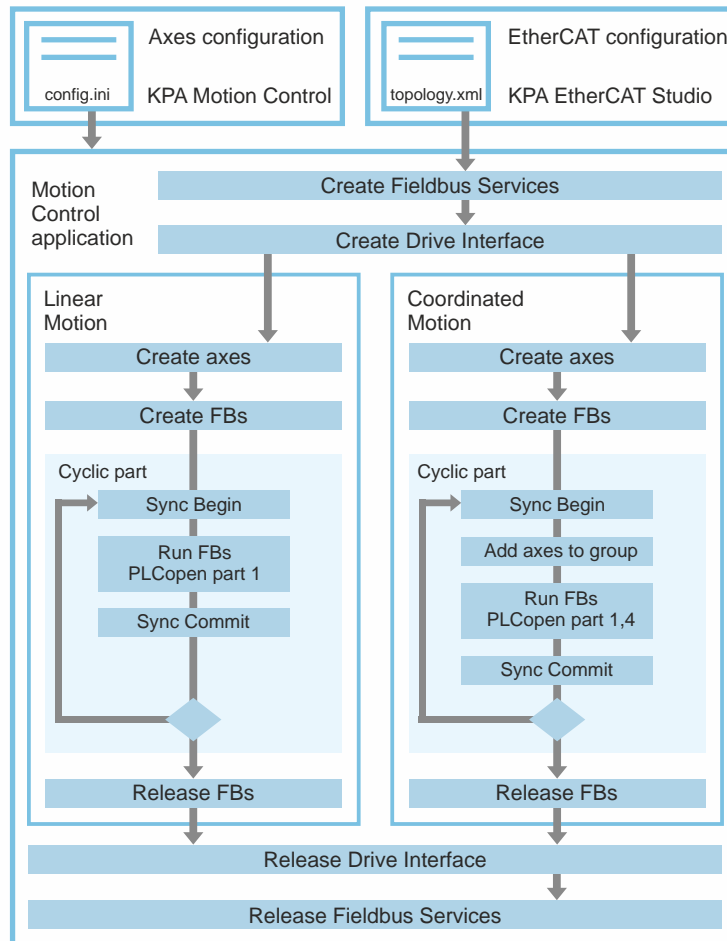 Axes configuration
config.ini
KPA Motion Control
EtherCAT configuration
topology.xml
KPA EtherCAT Studio
Motion
Control
application
Create Fieldbus Services
Create Drive Interface
Linear
Motion
Create axes
Create FBs
Cyclic part
Sync Begin
Run FBs
PLCopen part 1
Sync Commit
Release FBs
Coordinated
Motion
Create axes
Create FBs
Cyclic part
Sync Begin
Add axes to group
Run FBs
PLCopen part 1,4
Sync Commit
Release FBs
Release Drive Interface
Release Fieldbus Services